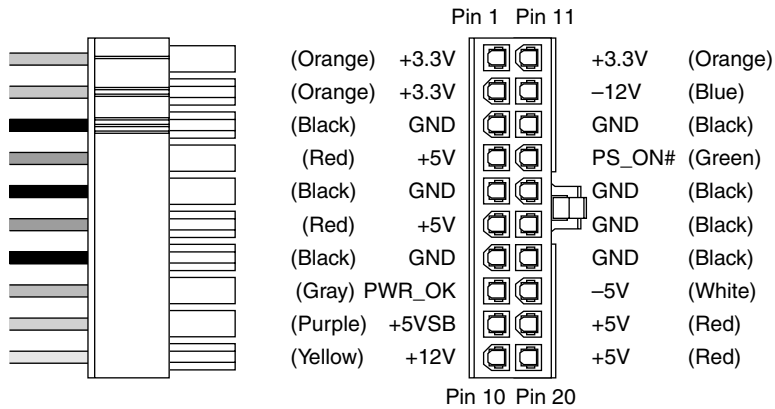 Pin 1 Pin 11
(Orange) +3.3V +3.3V (Orange)
(Orange) +3.3V –12V (Blue)
(Black) GND GND (Black)
(Red) +5V PS_ON# (Green)
(Black) GND GND (Black)
(Red) +5V GND (Black)
(Black) GND GND (Black)
(Gray) PWR_OK –5V (White)
(Purple) +5VSB +5V (Red)
(Yellow) +12V +5V (Red)
Pin 10 Pin 20